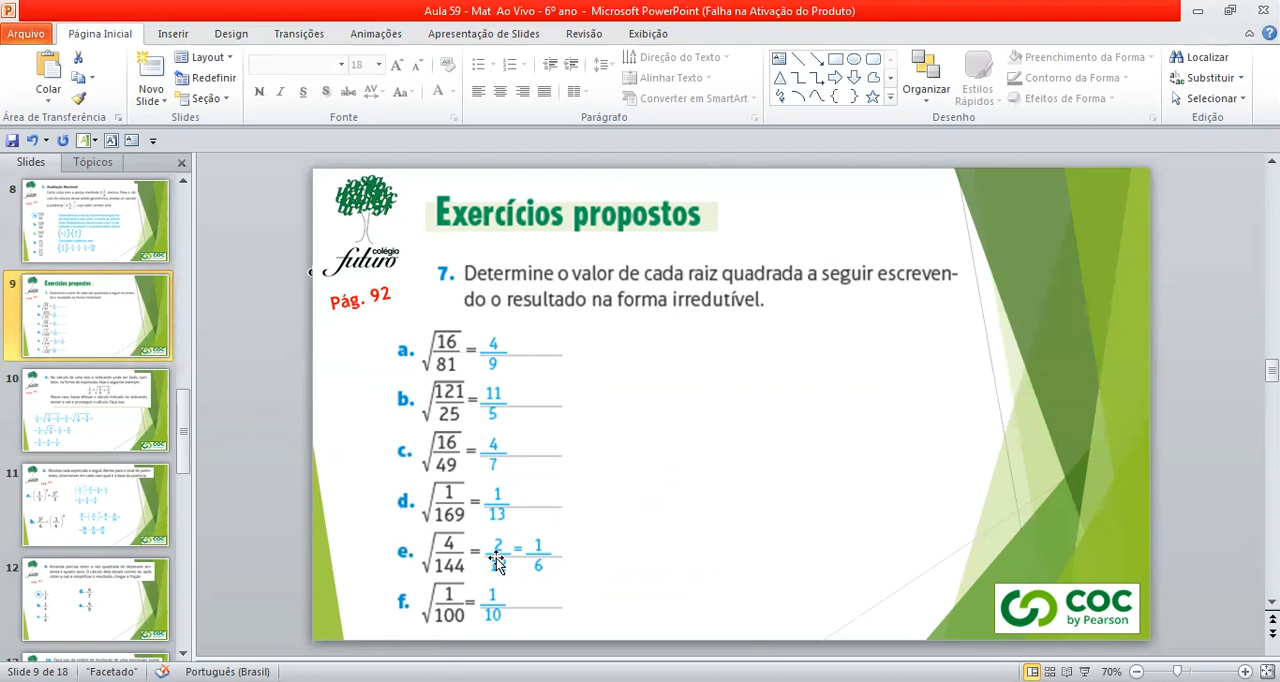 Aula 59 - Mat Ao Vivo - 6º ano - Microsoft PowerPoint (Falha na Ativação do Produto)
Arquivo Página Inicial Inserir Design Transições Animações Apresentação de Slides Revisão Exibição
Layout
Redefinir
Seção
Colar
Novo Slide
18
Direção do Texto
Alinhar Texto
Converter em SmartArt
Organizar
Estilos Rápidos
Preenchimento da Forma
Contorno da Forma
Efeitos de Forma
Localizar
Substituir
Selecionar
Área de Transferência Slides Fonte Parágrafo Desenho Edição
Slides Tópicos
8
9
10
11
12
colégio
futuro
Pág. 92
Exercícios propostos
7. Determine o valor de cada raiz quadrada a seguir escreven-
do o resultado na forma irredutível.
a. √16/81 = 4/9
b. √121/25 = 11/5
c. √16/49 = 4/7
d. √1/169 = 1/13
e. √4/144 = 2/ = 1/6
f. √1/100 = 1/10
COC
by Pearson
Slide 9 de 18 "Facetado" Português (Brasil) 70%